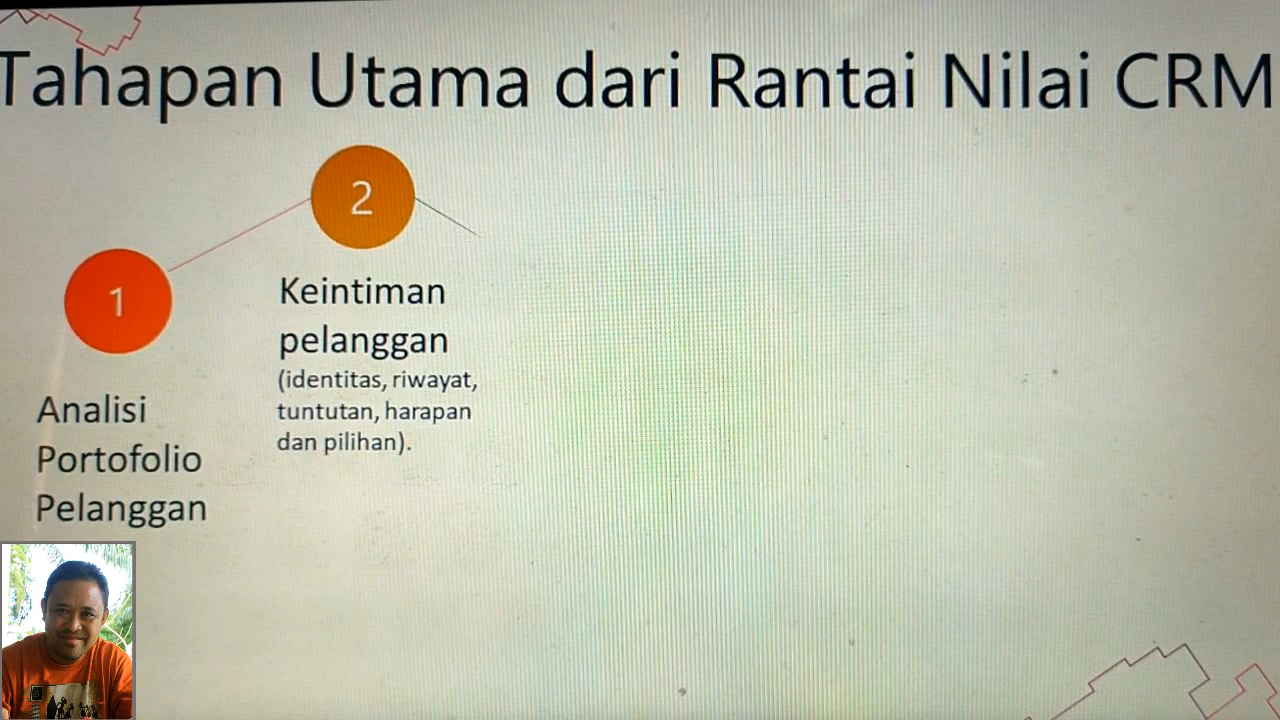 Tahapan Utama dari Rantai Nilai CRM
2
1
Keintiman
pelanggan
(identitas, riwayat,
tuntutan, harapan
dan pilihan).
Analisi
Portofolio
Pelanggan